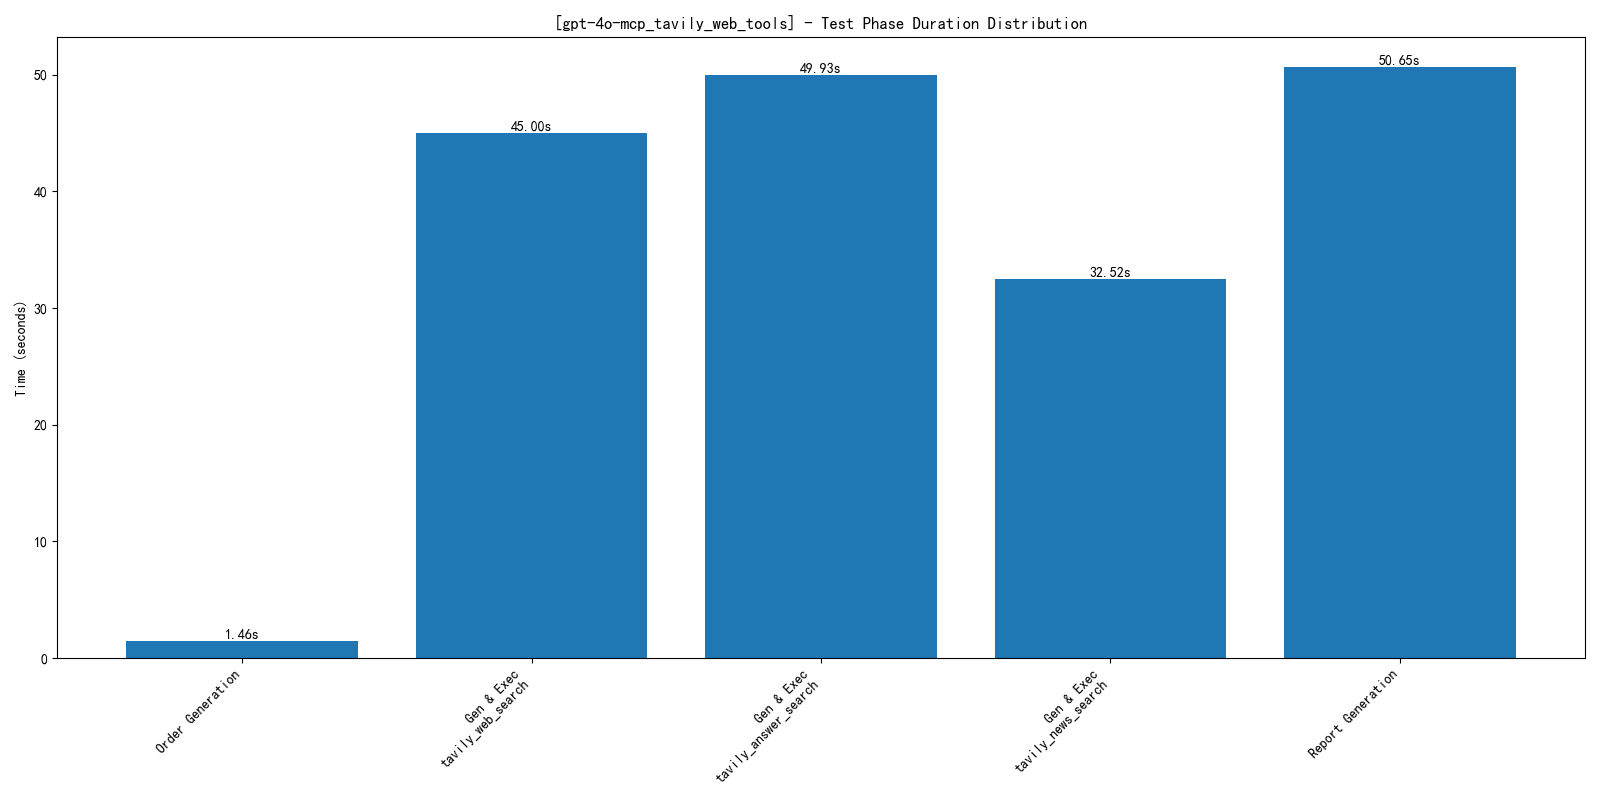 [gpt-4o-mcp_tavily_web_tools] - Test Phase Duration Distribution
Time (seconds)
50
40
30
20
10
0
1.46s
45.00s
49.93s
32.52s
50.65s
Order Generation
Gen & Exec
tavily_web_search
Gen & Exec
tavily_answer_search
Gen & Exec
tavily_news_search
Report Generation